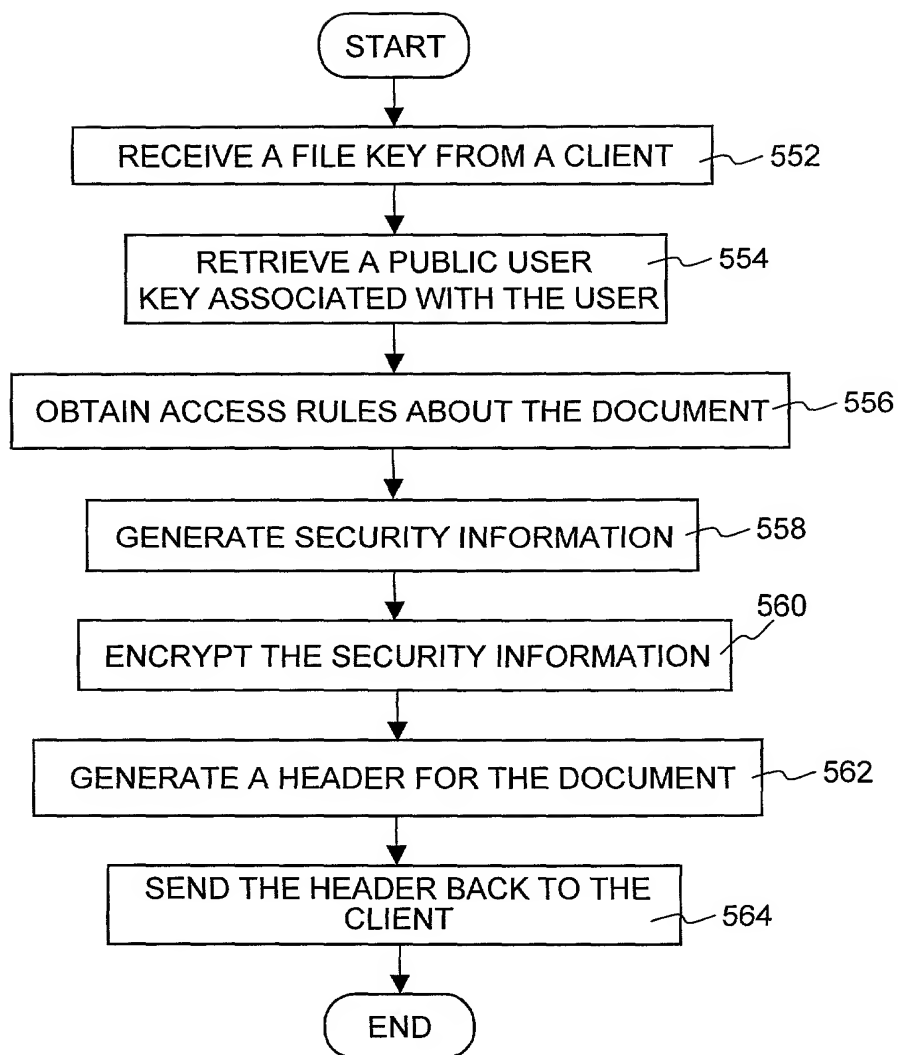 START
RECEIVE A FILE KEY FROM A CLIENT
552
RETRIEVE A PUBLIC USER
KEY ASSOCIATED WITH THE USER
554
OBTAIN ACCESS RULES ABOUT THE DOCUMENT
556
GENERATE SECURITY INFORMATION
558
ENCRYPT THE SECURITY INFORMATION
560
GENERATE A HEADER FOR THE DOCUMENT
562
SEND THE HEADER BACK TO THE
CLIENT
564
END